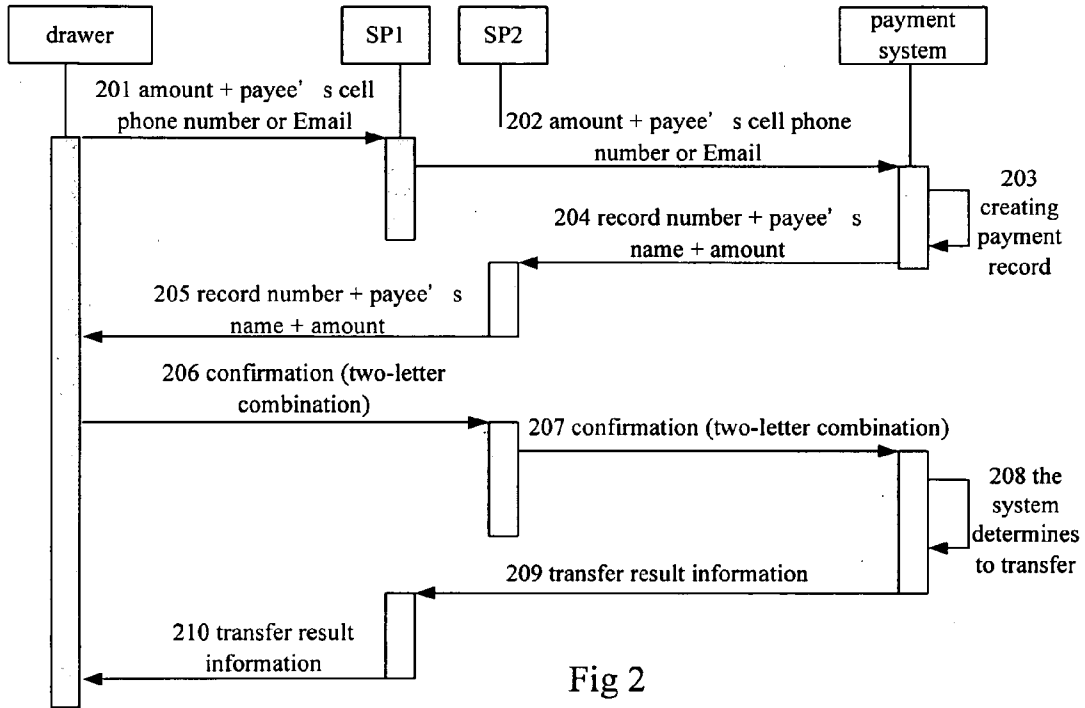 drawer
SP1
SP2
payment
system
201 amount + payee’ s cell
phone number or Email
202 amount + payee’ s cell phone
number or Email
203
creating
payment
record
204 record number + payee’ s
name + amount
205 record number + payee’ s
name + amount
206 confirmation (two-letter
combination)
207 confirmation (two-letter combination)
208 the
system
determines
to transfer
209 transfer result information
210 transfer result
information
Fig 2